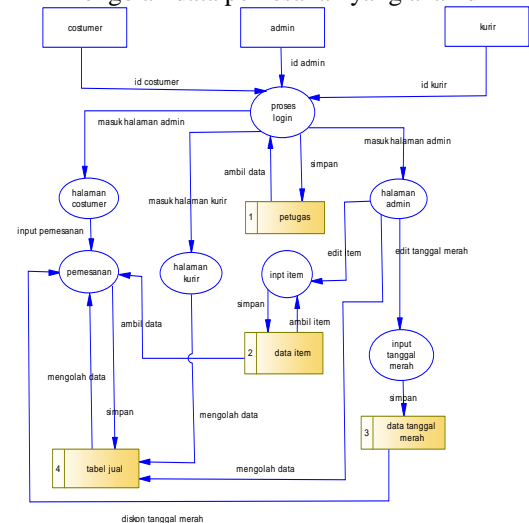 costumer
admin
kurir
id admin
id costumer
id kurir
proses
login
masuk halaman admin
masuk halaman admin
ambil data
simpan
halaman
costumer
masuk halaman kurir
halaman
admin
1
petugas
input pemesanan
edit item
edit tanggal merah
pemesanan
halaman
kurir
inpt item
simpan
ambil item
ambil data
input
tanggal
merah
2
data item
mengolah data
simpan
simpan
mengolah data
3
data tanggal
merah
4
tabel jual
mengolah data
diskon tanggal merah